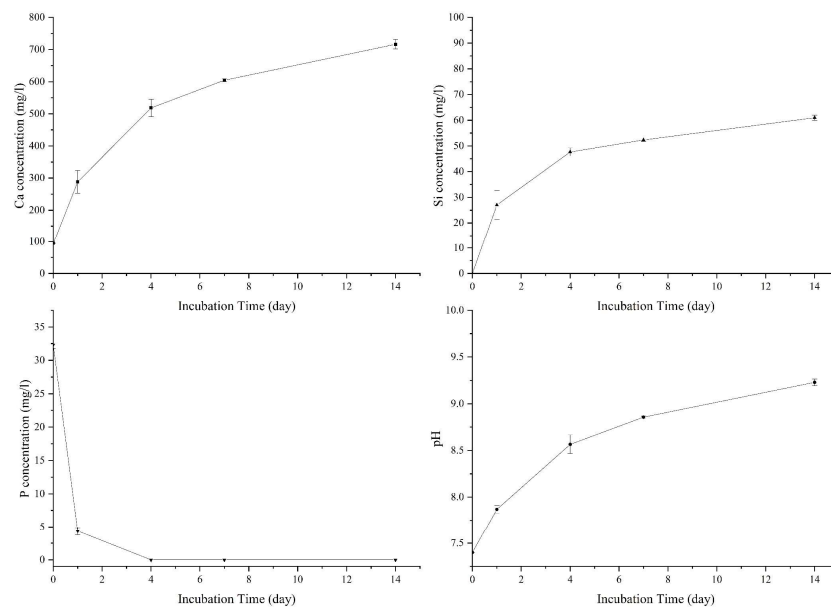 800
700
600
500
400
300
200
100
0
Ca concentration (mg/l)
0 2 4 6 8 10 12 14
Incubation Time (day)
100
90
80
70
60
50
40
30
20
10
0
Si concentration (mg/l)
0 2 4 6 8 10 12 14
Incubation Time (day)
35
30
25
20
15
10
5
0
P concentration (mg/l)
0 2 4 6 8 10 12 14
Incubation Time (day)
10.0
9.5
9.0
8.5
8.0
7.5
pH
0 2 4 6 8 10 12 14
Incubation Time (day)